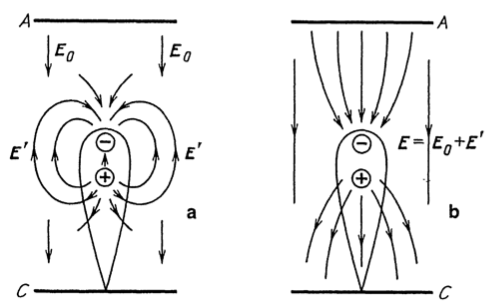 A
E₀ E₀
−
E′ E′
+
a
C
A
−
E = E₀ + E′
+
b
C